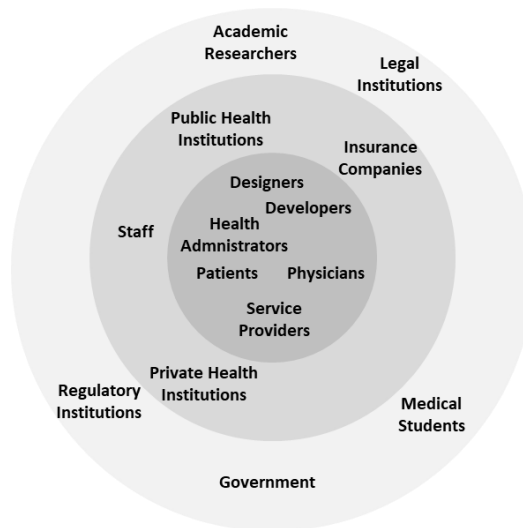 Academic
Researchers
Legal
Institutions
Public Health
Institutions
Insurance
Companies
Designers
Developers
Staff
Health
Admnistrators
Patients
Physicians
Service
Providers
Private Health
Institutions
Regulatory
Institutions
Medical
Students
Government